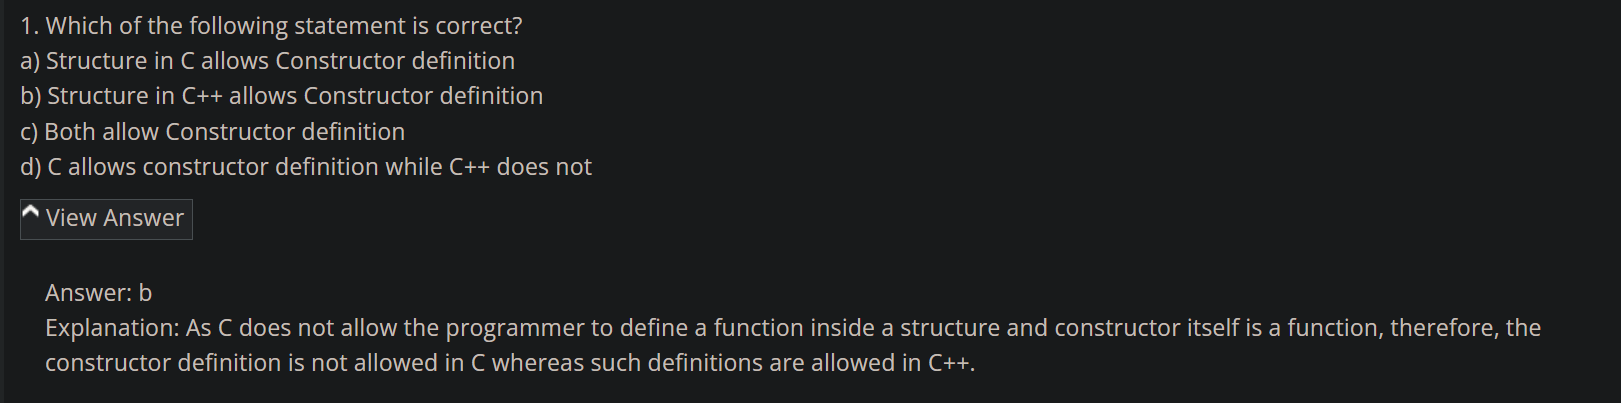 1. Which of the following statement is correct?
a) Structure in C allows Constructor definition
b) Structure in C++ allows Constructor definition
c) Both allow Constructor definition
d) C allows constructor definition while C++ does not
View Answer
Answer: b
Explanation: As C does not allow the programmer to define a function inside a structure and constructor itself is a function, therefore, the
constructor definition is not allowed in C whereas such definitions are allowed in C++.